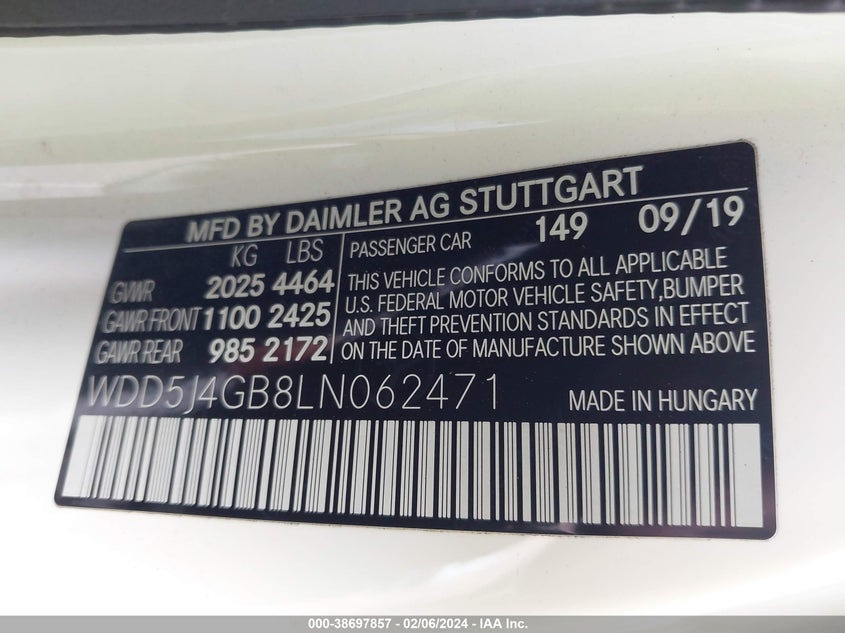 MFD BY DAIMLER AG STUTTGART
KG LBS
GVWR 2025 4464
GAWR FRONT 1100 2425
GAWR REAR 985 2172
PASSENGER CAR 149 09/19
THIS VEHICLE CONFORMS TO ALL APPLICABLE
U.S. FEDERAL MOTOR VEHICLE SAFETY,BUMPER
AND THEFT PREVENTION STANDARDS IN EFFECT
ON THE DATE OF MANUFACTURE SHOWN ABOVE
WDD5J4GB8LN062471 MADE IN HUNGARY
000-38697857 - 02/06/2024 - IAA Inc.